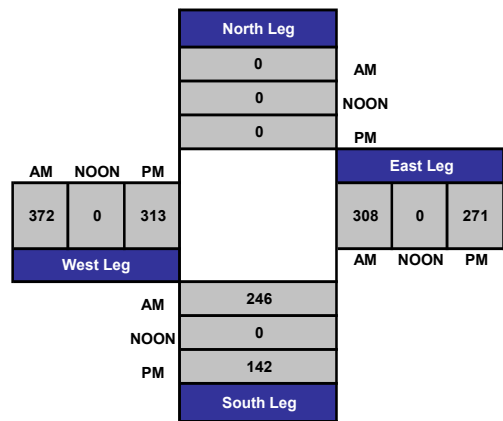 North Leg
0
AM
0
NOON
0
PM
AM NOON PM
East Leg
372 0 313
308 0 271
West Leg
AM NOON PM
AM
246
NOON
0
PM
142
South Leg